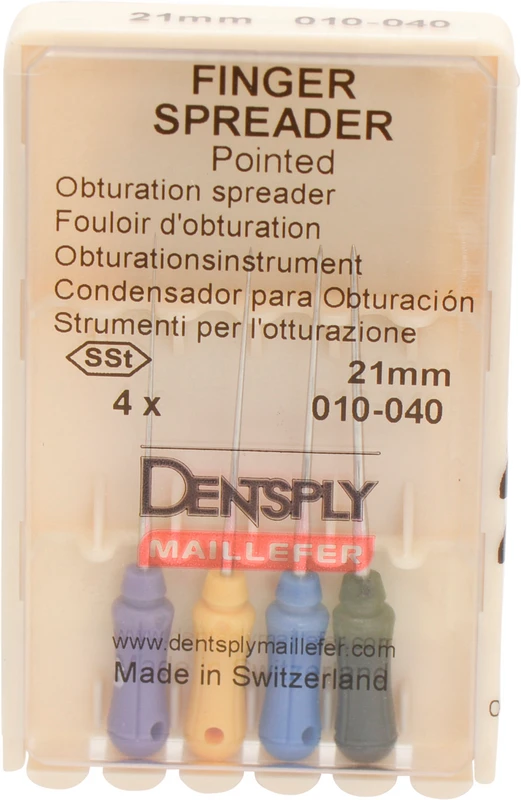 21mm 010-040
FINGER
SPREADER
Pointed
Obturation spreader
Fouloir d'obturation
Obturationsinstrument
Condensador para Obturación
Strumenti per l'otturazione
SSt 21mm
4 x 010-040
DENTSPLY
MAILLEFER
www.dentsplymaillefer.com
Made in Switzerland